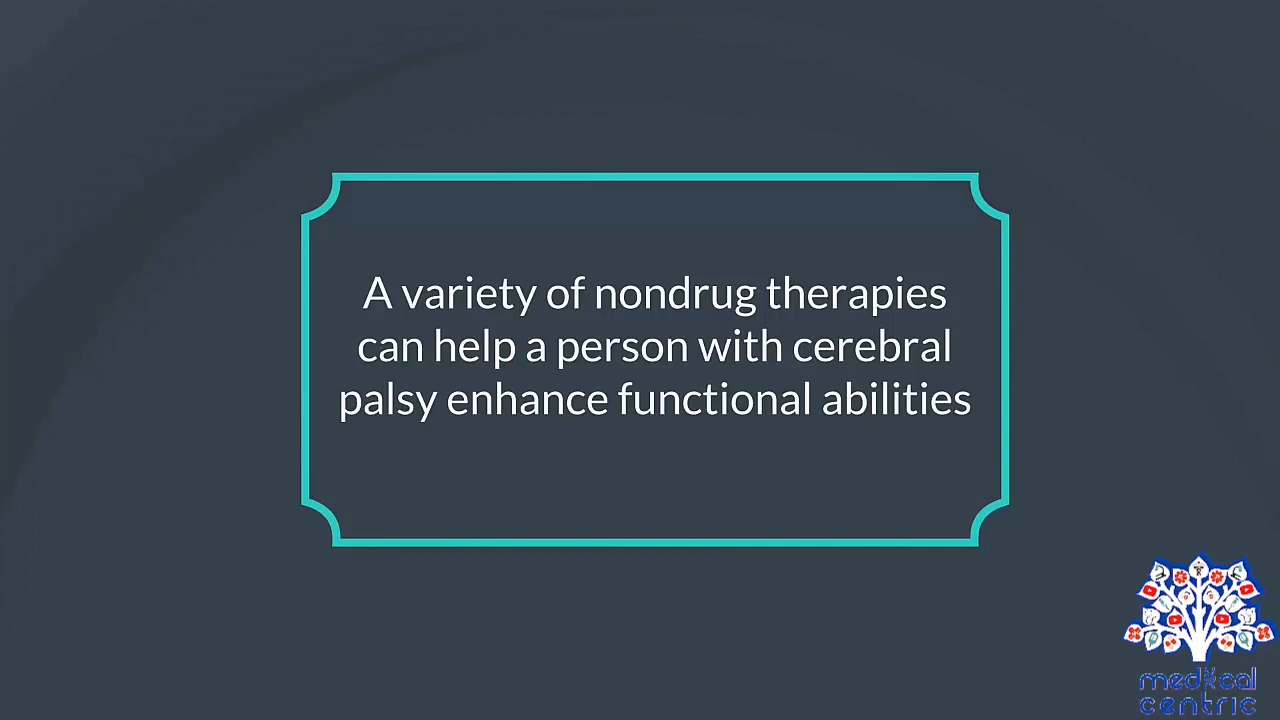 A variety of nondrug therapies
can help a person with cerebral
palsy enhance functional abilities
medical
centric